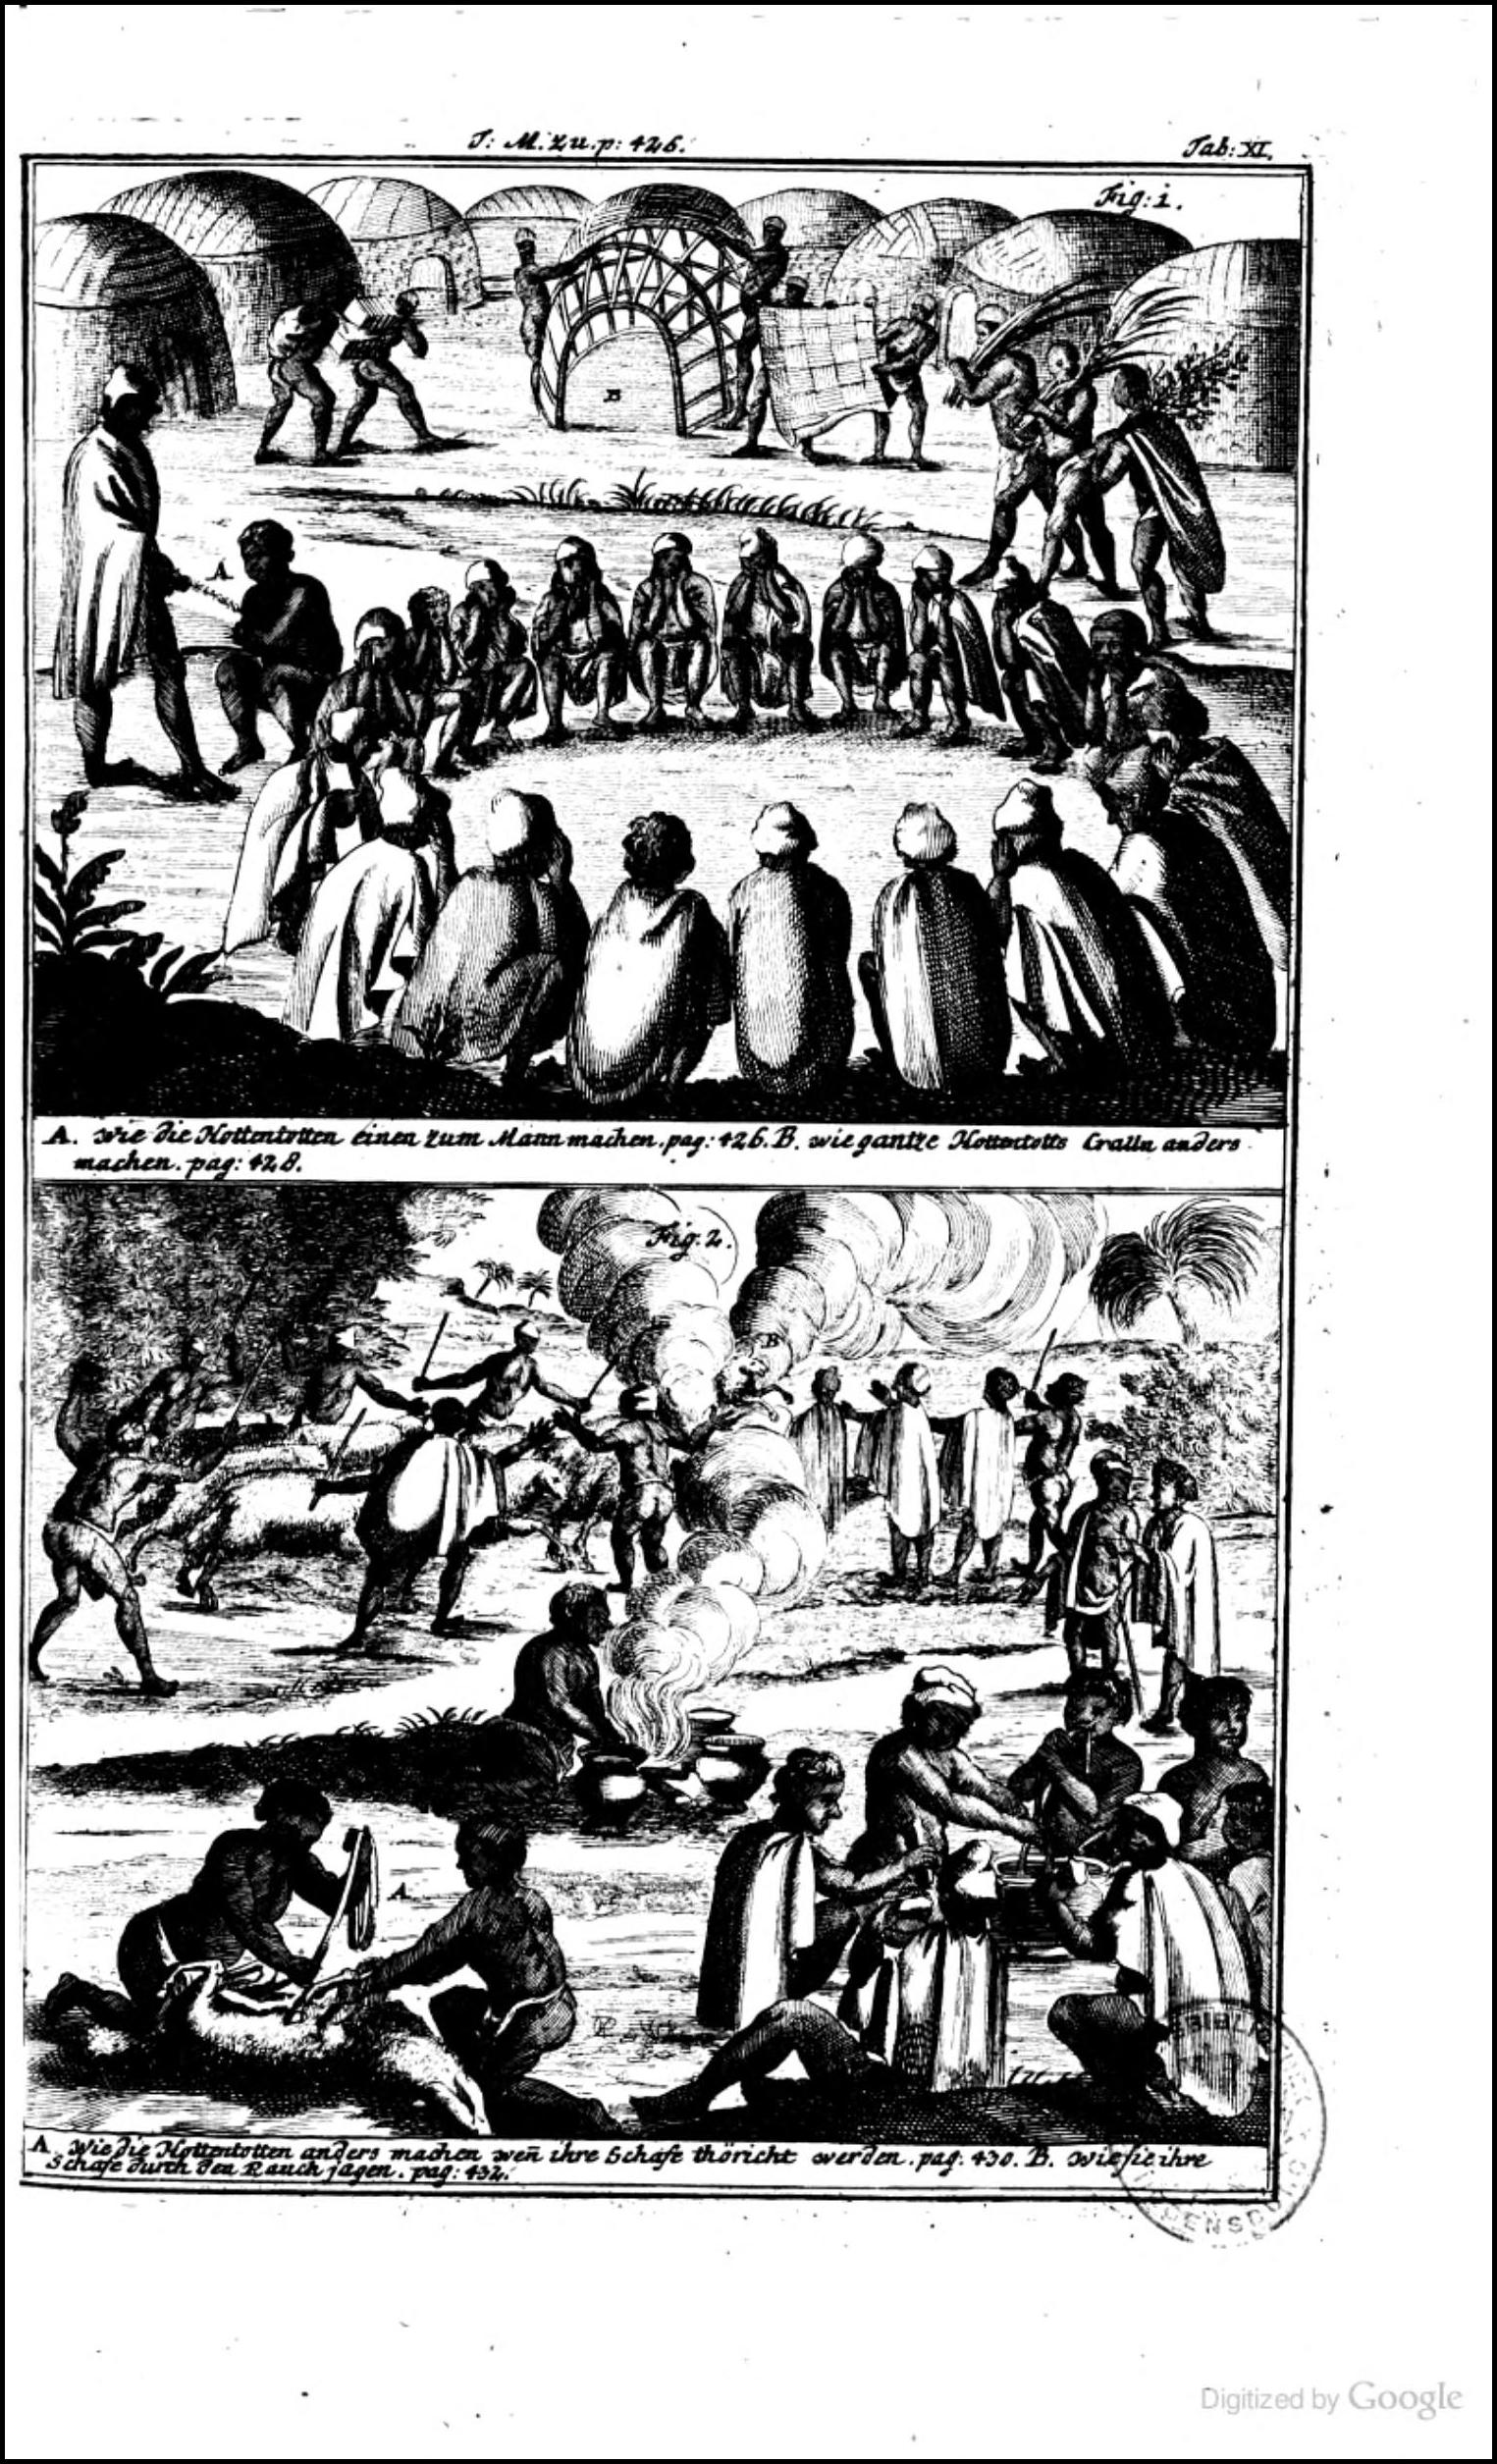 T: M. zu. p: 426.
Tab: XI.
Fig: 1.
B
A
A. wie die Hottentotten einen zum Mann machen. pag: 426. B. wie gantze Hottentotts Cralln anders
machen. pag: 428.
Fig: 2.
B
A
A. Wie die Hottentotten anders machen, weñ ihre Schafe thöricht werden. pag. 430. B. wie sie ihre
Schafe durch den Rauch jagen. pag: 432.
Digitized by Google